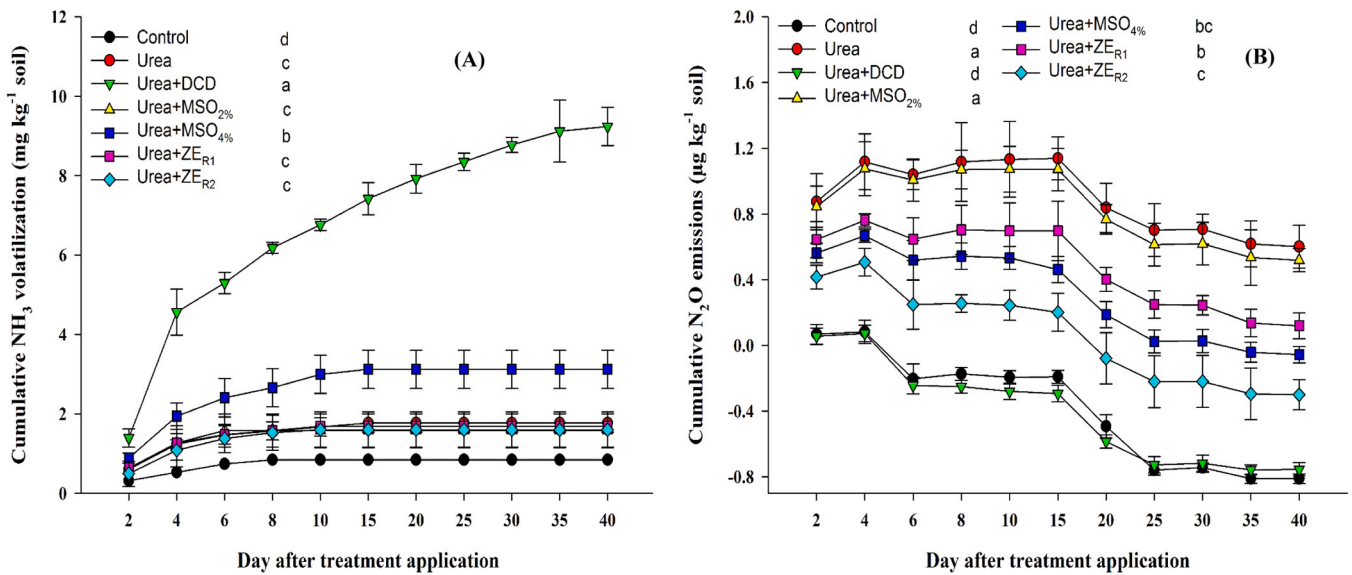 Cumulative NH₃ volatilization (mg kg⁻¹ soil)
12
10
8
6
4
2
0
Control d
Urea c
Urea+DCD a
Urea+MSO₂% c
Urea+MSO₄% b
Urea+ZE_R1 c
Urea+ZE_R2 c
(A)
2 4 6 8 10 15 20 25 30 35 40
Day after treatment application
Cumulative N₂O emissions (µg kg⁻¹ soil)
2.0
1.6
1.2
0.8
0.4
0.0
-0.4
-0.8
Control d
Urea a
Urea+DCD d
Urea+MSO₂% a
Urea+MSO₄% bc
Urea+ZE_R1 b
Urea+ZE_R2 c
(B)
2 4 6 8 10 15 20 25 30 35 40
Day after treatment application